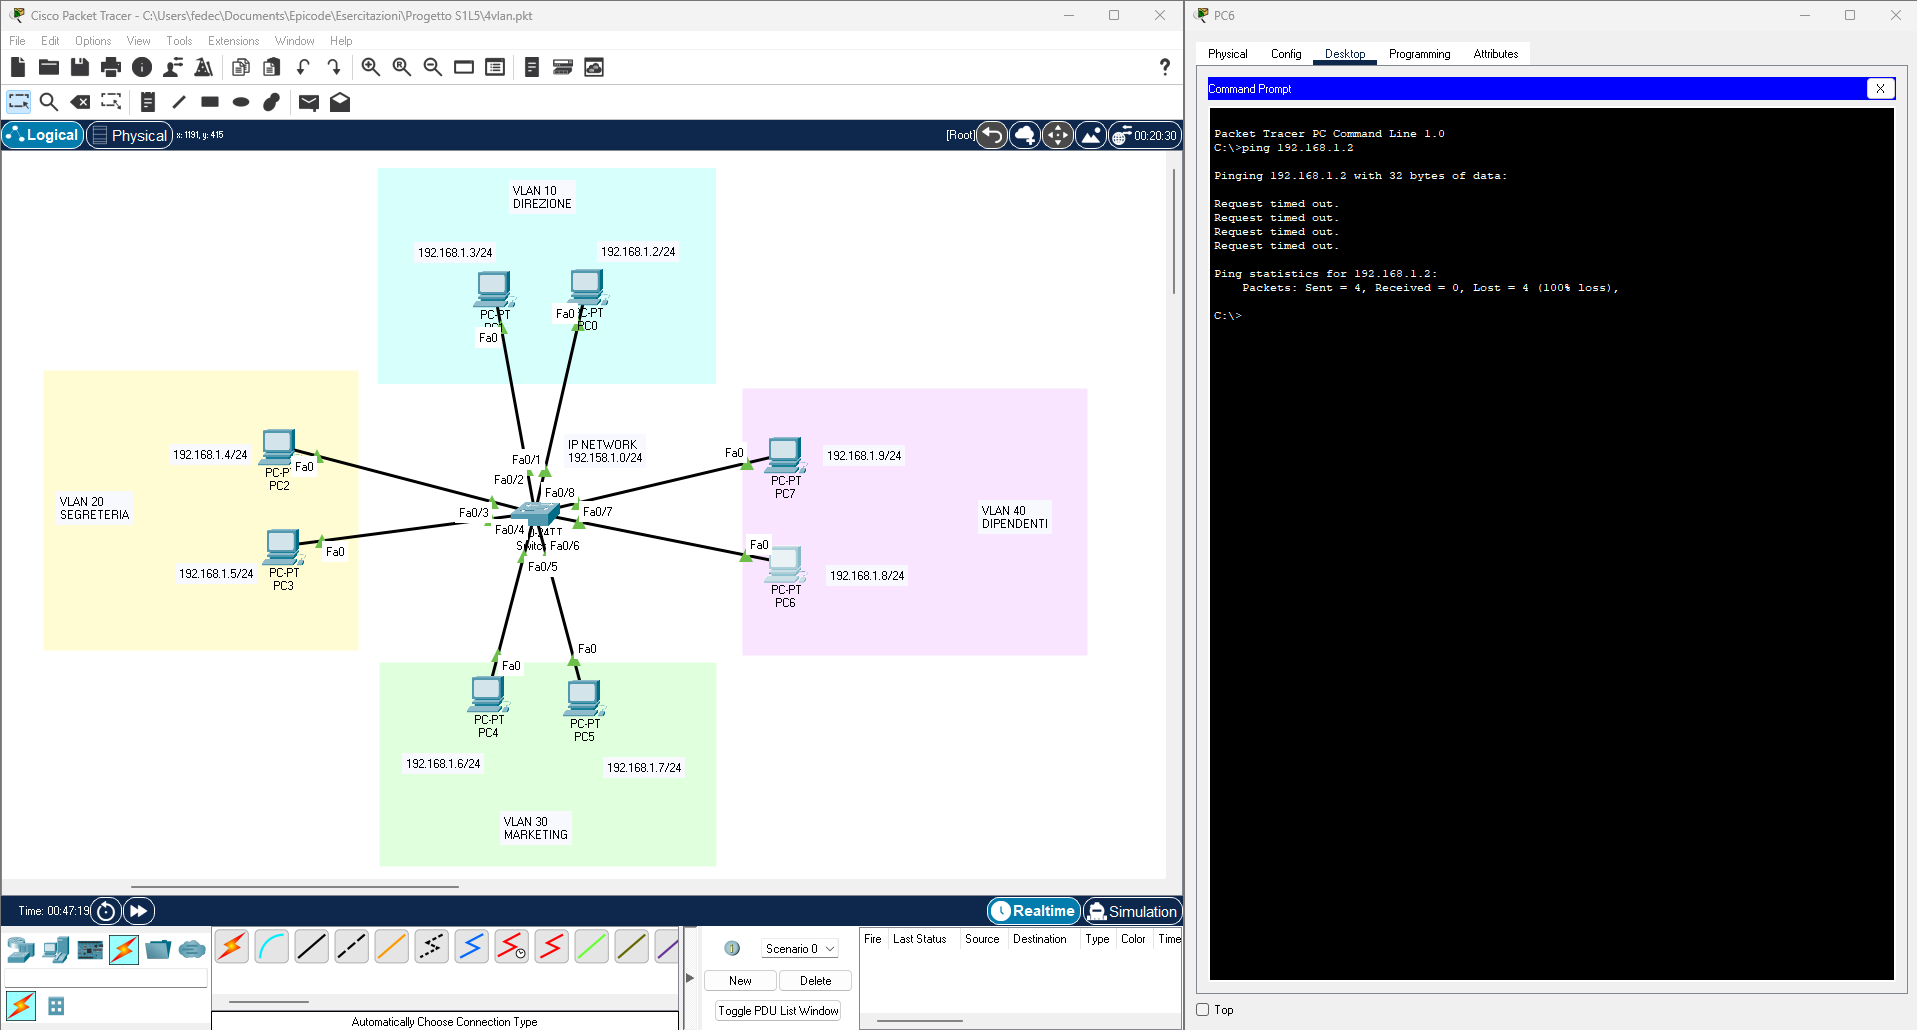 Cisco Packet Tracer - C:\Users\fedec\Documents\Epicode\Esercitazioni\Progetto S1L5\4vlan.pkt
File Edit Options View Tools Extensions Window Help
?
Logical Physical x: 1191, y: 415
[Root] 00:20:30
VLAN 10
DIREZIONE
192.168.1.3/24
192.168.1.2/24
PC-PT
Fa0
Fa0
C-PT
PC0
192.168.1.4/24
Fa0
PC-P
PC2
VLAN 20
SEGRETERIA
192.168.1.5/24
Fa0
PC-PT
PC3
IP NETWORK
192.158.1.0/24
Fa0/1
Fa0/2
Fa0/8
Fa0/3
Fa0/7
Fa0/4
Fa0/6
Fa0/5
Fa0
PC-PT
PC7
192.168.1.9/24
VLAN 40
DIPENDENTI
Fa0
PC-PT
PC6
192.168.1.8/24
Fa0
Fa0
PC-PT
PC4
PC-PT
PC5
192.168.1.6/24
192.168.1.7/24
VLAN 30
MARKETING
Time: 00:47:19
Realtime Simulation
Scenario 0
New Delete
Toggle PDU List Window
Fire Last Status Source Destination Type Color Time
Automatically Choose Connection Type
PC6
Physical Config Desktop Programming Attributes
Command Prompt
X
Packet Tracer PC Command Line 1.0
C:\>ping 192.168.1.2
Pinging 192.168.1.2 with 32 bytes of data:
Request timed out.
Request timed out.
Request timed out.
Request timed out.
Ping statistics for 192.168.1.2:
Packets: Sent = 4, Received = 0, Lost = 4 (100% loss),
C:\>
Top